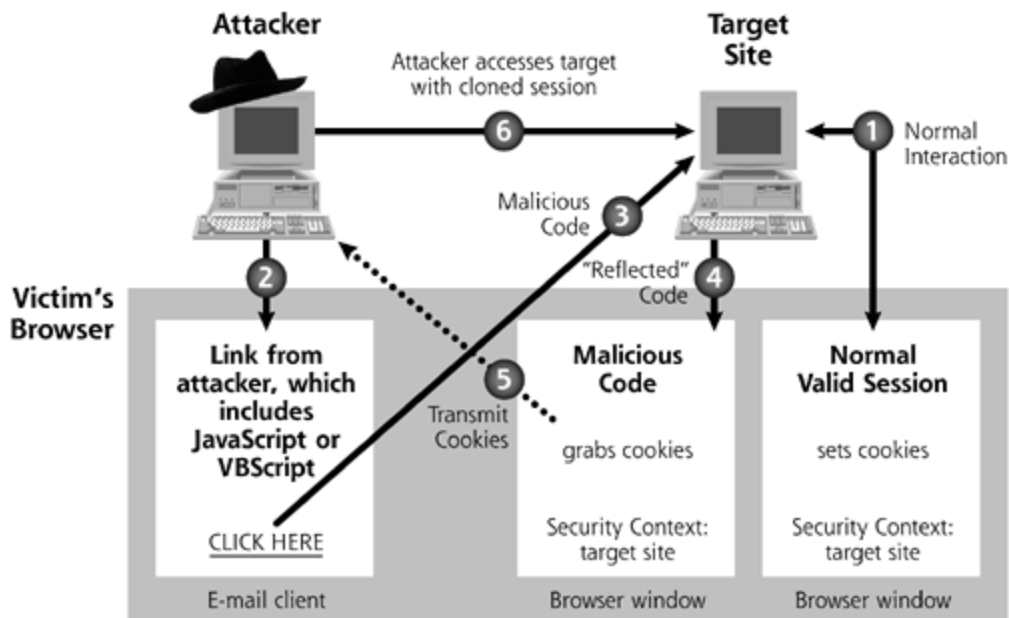 Attacker
Target
Site
Attacker accesses target
with cloned session
6
1
Normal
Interaction
Malicious
Code
3
2
"Reflected"
Code
4
Victim's
Browser
Link from
attacker, which
includes
JavaScript or
VBScript
CLICK HERE
E-mail client
5
Transmit
Cookies
Malicious
Code
grabs cookies
Security Context:
target site
Browser window
Normal
Valid Session
sets cookies
Security Context:
target site
Browser window